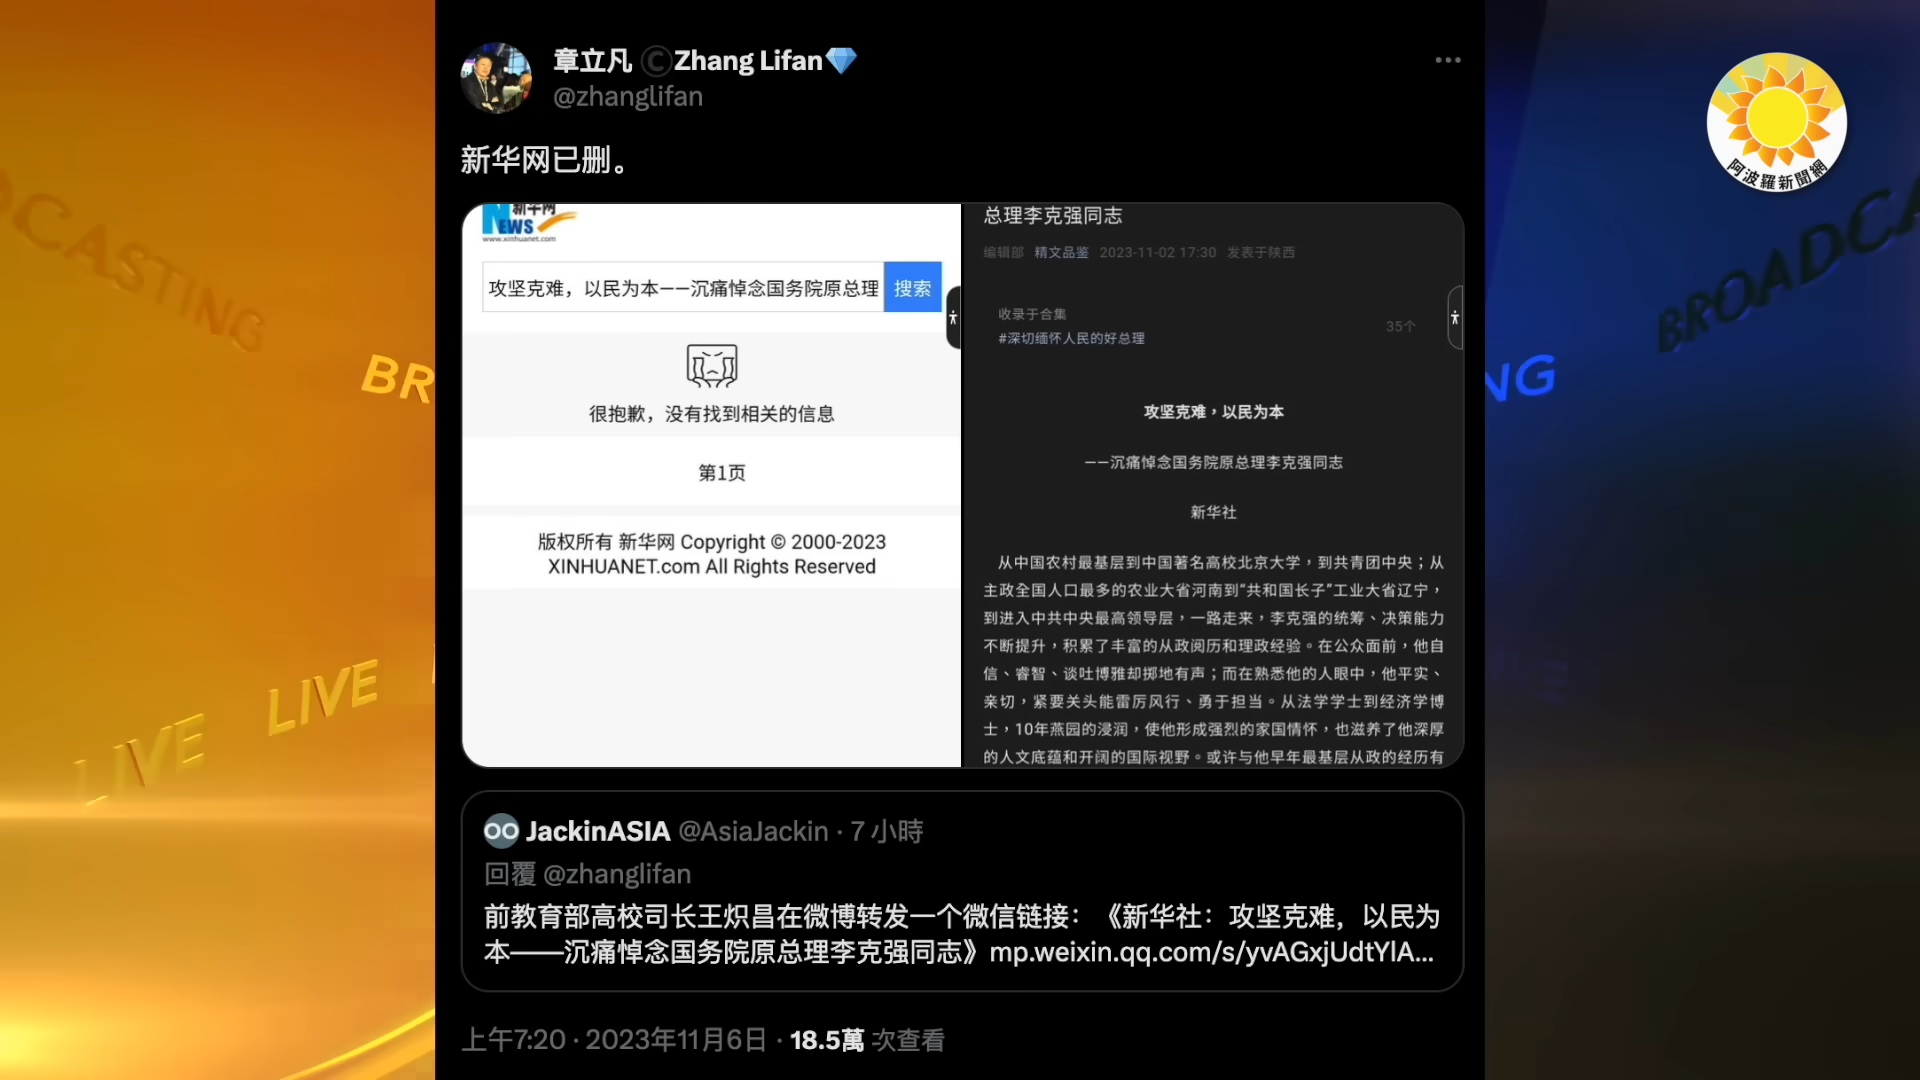 章立凡 ©Zhang Lifan
@zhanglifan
新华网已删。
新华网
NEWS
www.xinhuanet.com
攻坚克难，以民为本——沉痛悼念国务院原总理
搜索
很抱歉，没有找到相关的信息
第1页
版权所有 新华网 Copyright © 2000-2023
XINHUANET.com All Rights Reserved
总理李克强同志
编辑部 精文品鉴 2023-11-02 17:30 发表于陕西
收录于合集
#深切缅怀人民的好总理
35个
攻坚克难，以民为本
——沉痛悼念国务院原总理李克强同志
新华社
从中国农村最基层到中国著名高校北京大学，到共青团中央；从
主政全国人口最多的农业大省河南到“共和国长子”工业大省辽宁，
到进入中共中央最高领导层，一路走来，李克强的统筹、决策能力
不断提升，积累了丰富的从政阅历和理政经验。在公众面前，他自
信、睿智、谈吐博雅却掷地有声；而在熟悉他的人眼中，他平实、
亲切，紧要关头能雷厉风行、勇于担当。从法学学士到经济学博
士，10年燕园的浸润，使他形成强烈的家国情怀，也滋养了他深厚
的人文底蕴和开阔的国际视野。或许与他早年最基层从政的经历有
JackinASIA @AsiaJackin · 7 小時
回覆 @zhanglifan
前教育部高校司长王炽昌在微博转发一个微信链接：《新华社：攻坚克难，以民为
本——沉痛悼念国务院原总理李克强同志》mp.weixin.qq.com/s/yvAGxjUdtYlA...
上午7:20 · 2023年11月6日 · 18.5萬 次查看
阿波羅新聞網
DCASTING
BR
LIVE
LIVE
NG
BROADCA